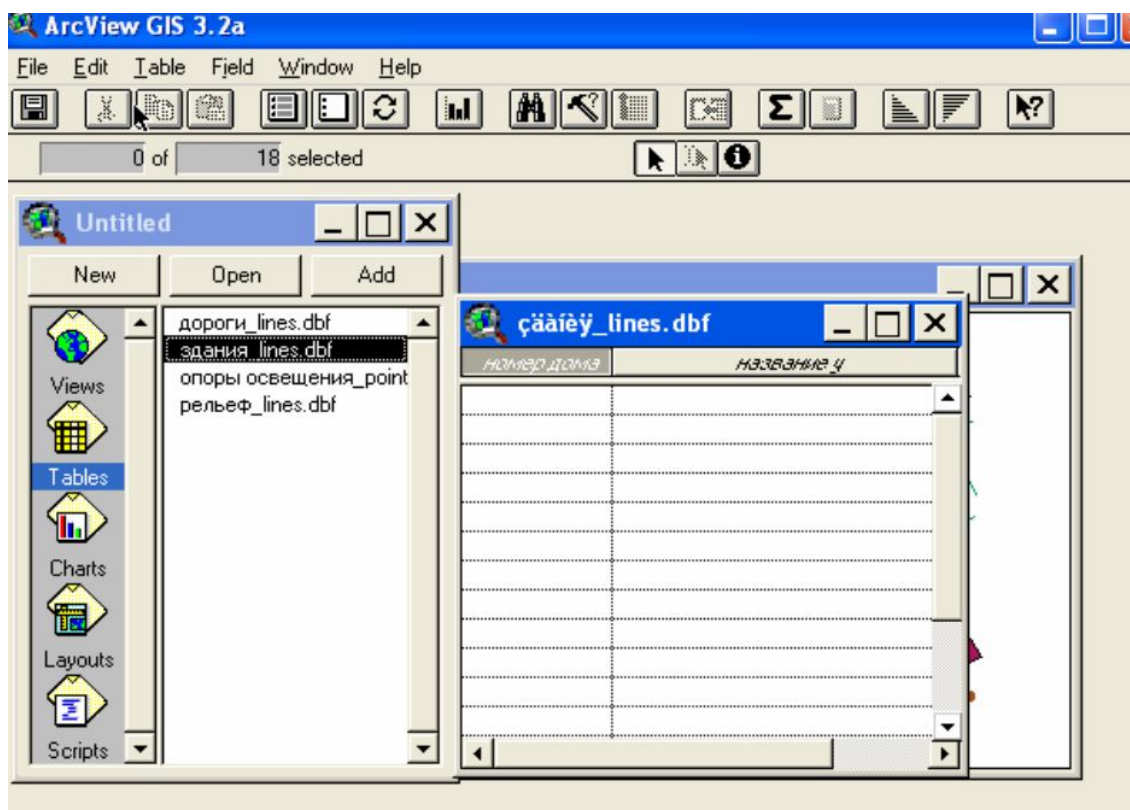 ArcView GIS 3.2a
File Edit Table Field Window Help
0 of 18 selected
Untitled
New Open Add
Views
Tables
Charts
Layouts
Scripts
дороги_lines.dbf
здания_lines.dbf
опоры освещения_point
рельеф_lines.dbf
çäàíèÿ_lines.dbf
номер дома название у